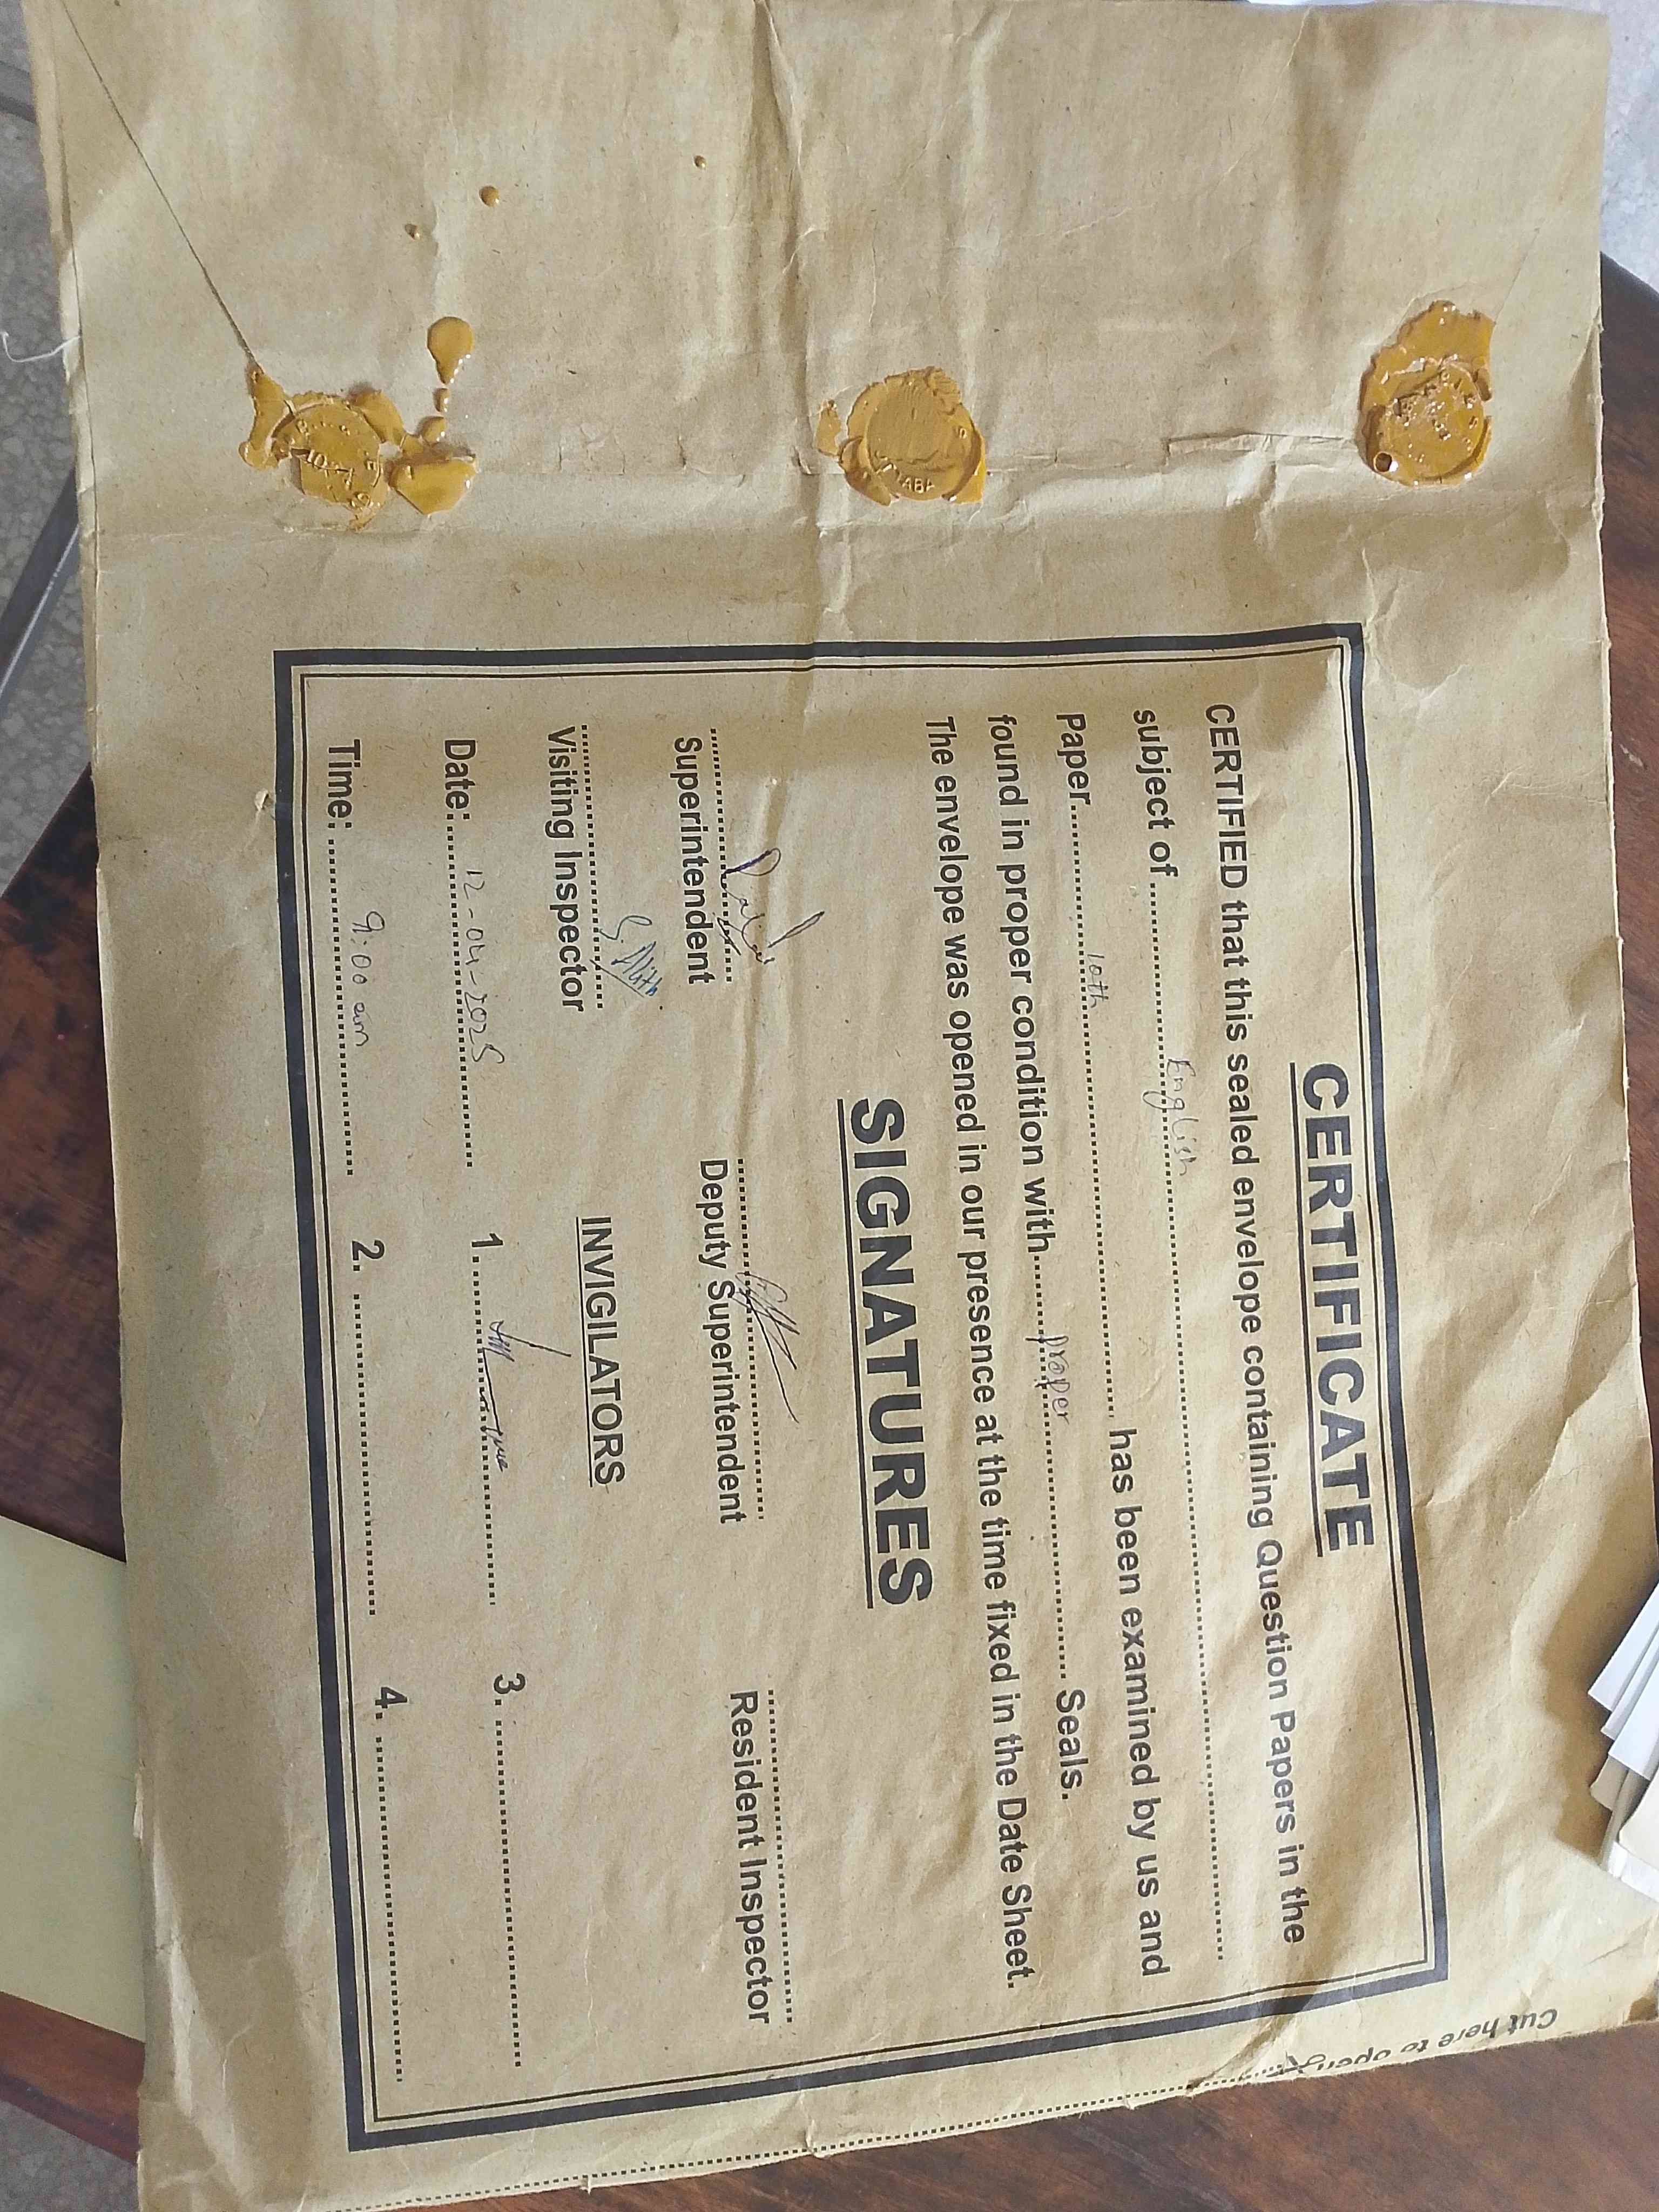 CERTIFICATE
CERTIFIED that this sealed envelope containing Question Papers in the
subject of English
Paper 10th has been examined by us and
found in proper condition with proper Seals.
The envelope was opened in our presence at the time fixed in the Date Sheet.
SIGNATURES
Superintendent Deputy Superintendent Resident Inspector
Visiting Inspector INVIGILATORS
Date: 12-04-2025 1. 3.
Time: 9:00 am 2. 4.
Cut here to open